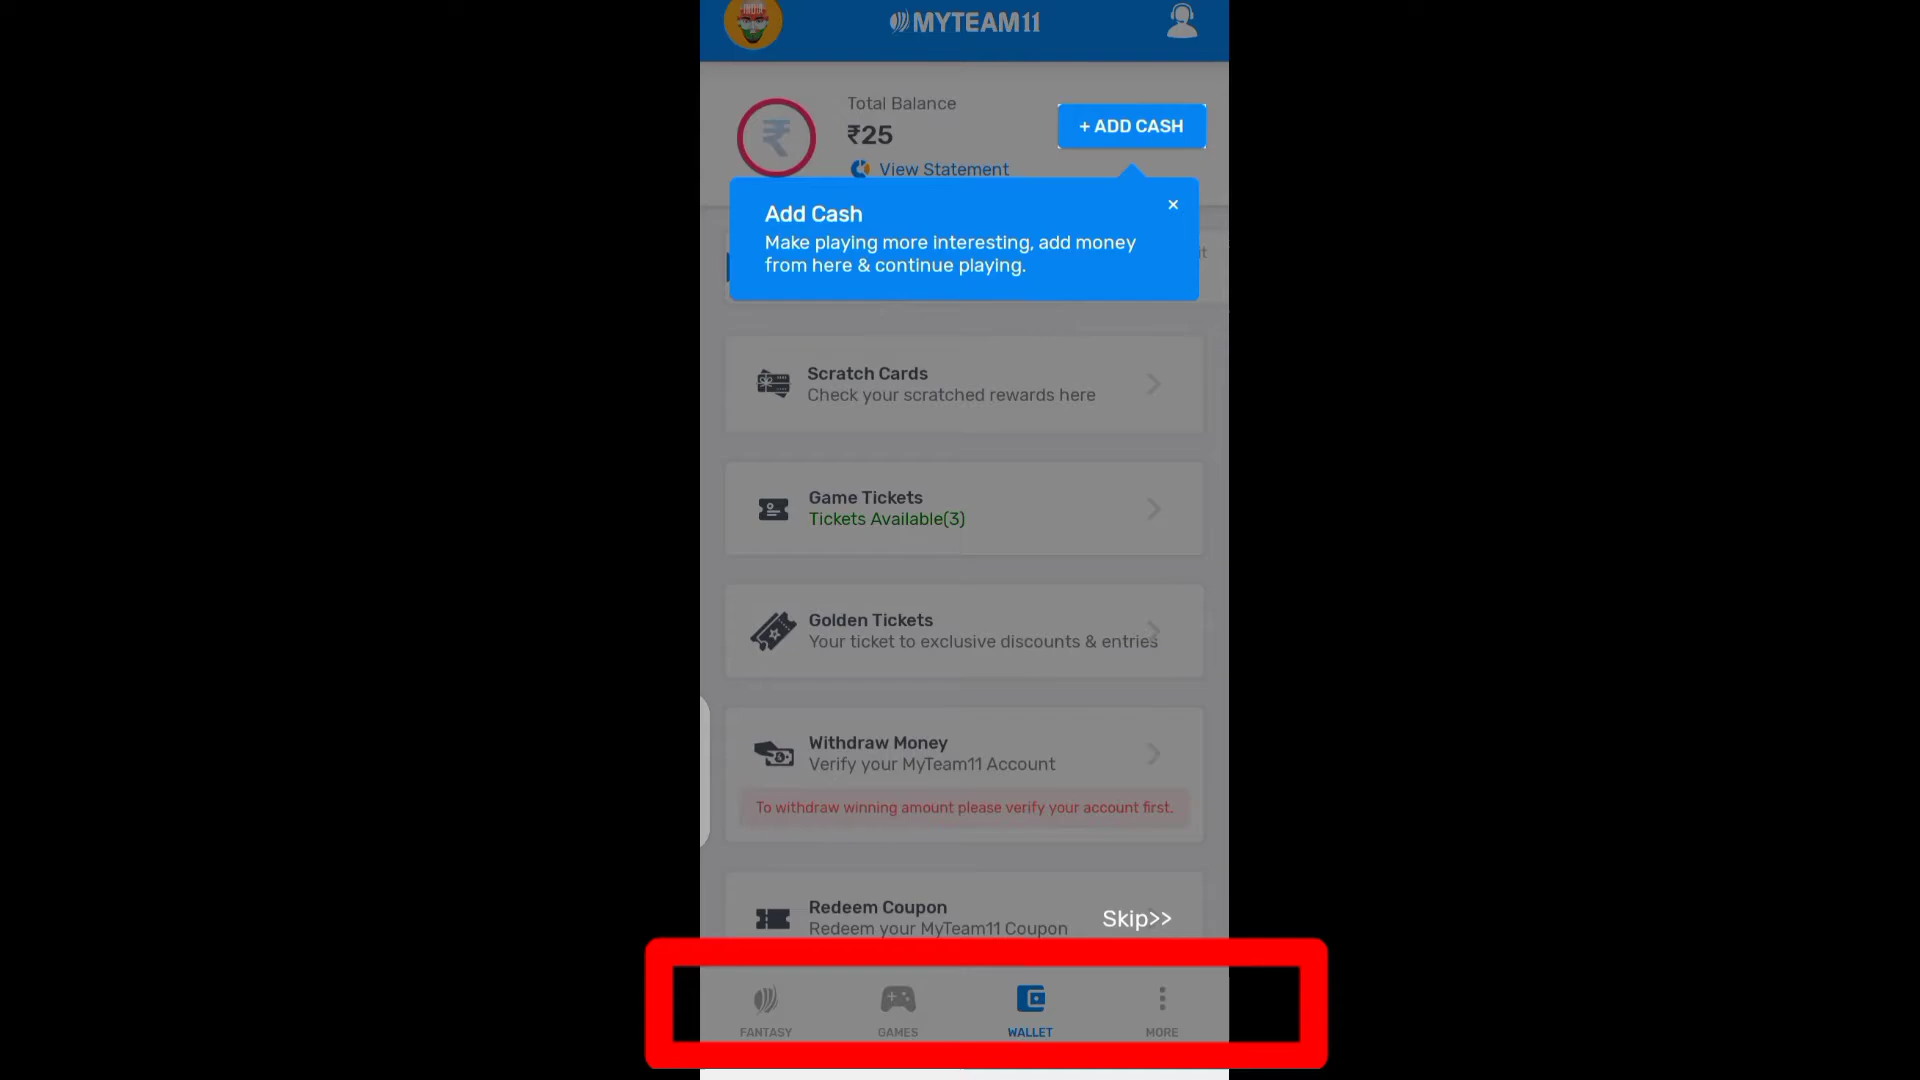 INDIA
MYTEAM11
Total Balance
₹25
+ ADD CASH
View Statement
Add Cash
×
Make playing more interesting, add money
from here & continue playing.
it
Scratch Cards
Check your scratched rewards here
Game Tickets
Tickets Available(3)
Golden Tickets
Your ticket to exclusive discounts & entries
Withdraw Money
Verify your MyTeam11 Account
To withdraw winning amount please verify your account first.
Redeem Coupon
Redeem your MyTeam11 Coupon
Skip>>
FANTASY
GAMES
WALLET
MORE